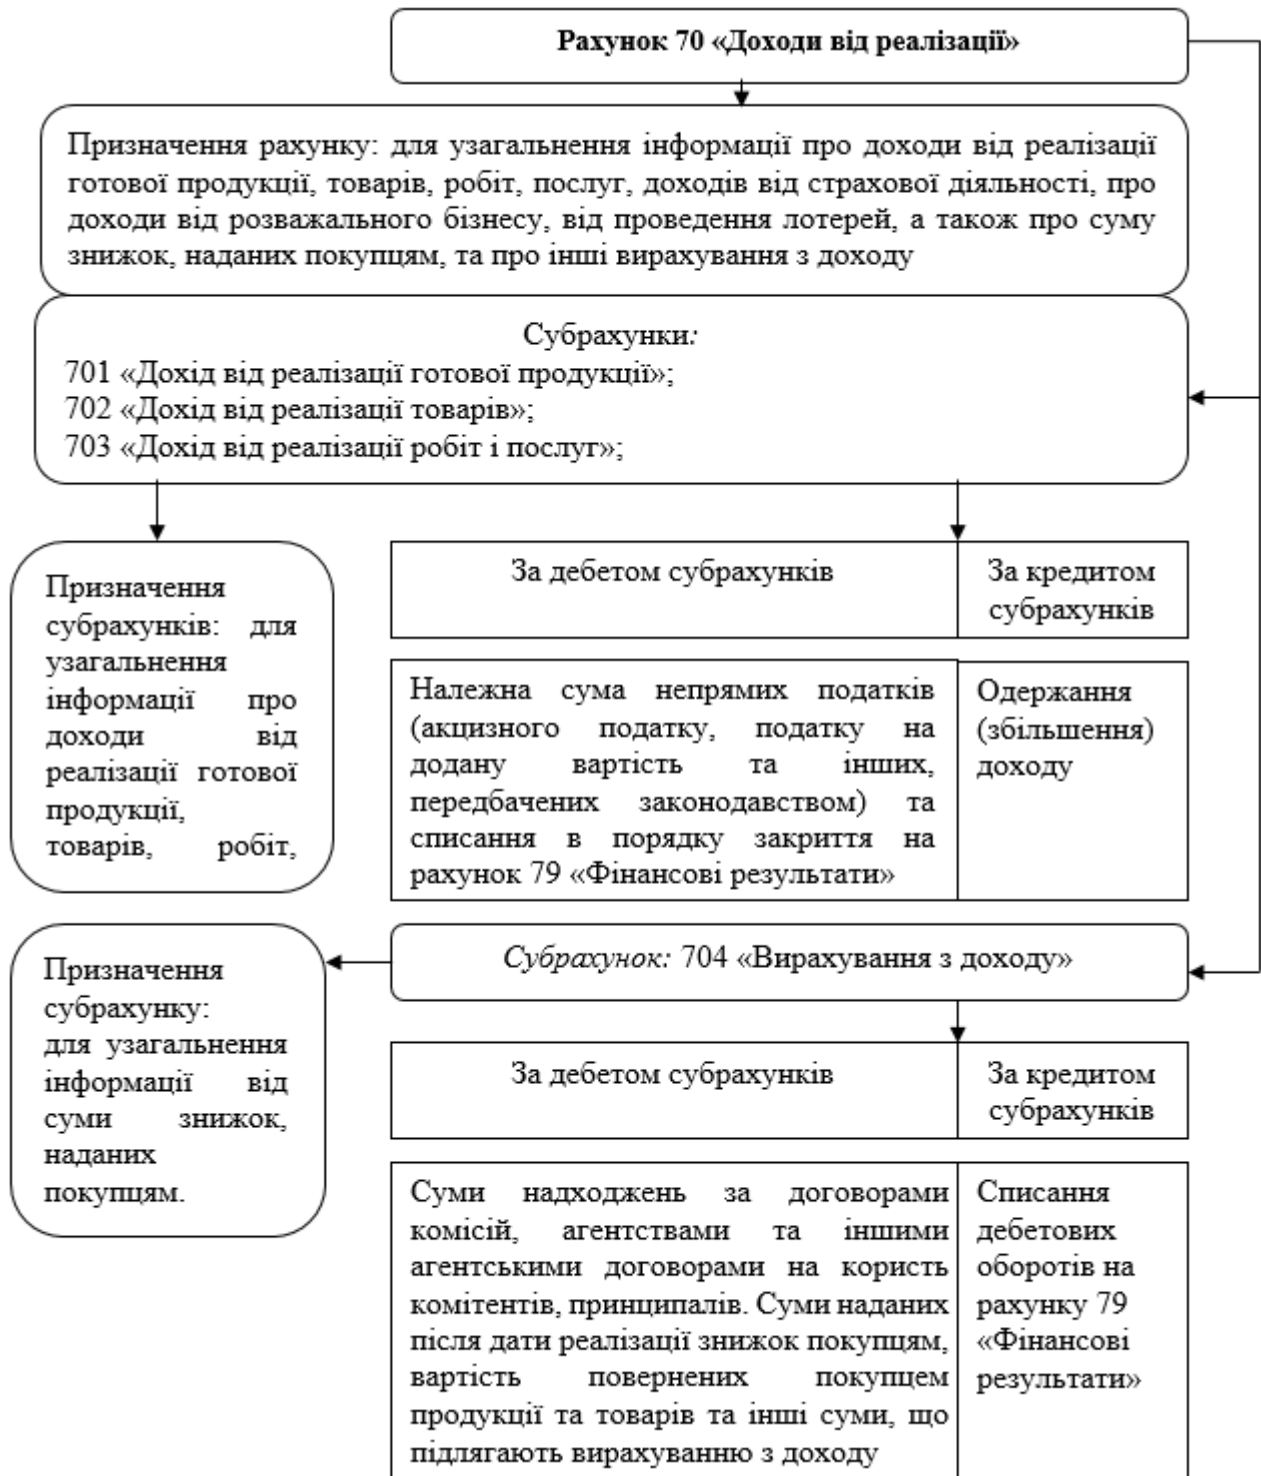 Рахунок 70 «Доходи від реалізації»
Призначення рахунку: для узагальнення інформації про доходи від реалізації
готової продукції, товарів, робіт, послуг, доходів від страхової діяльності, про
доходи від розважального бізнесу, від проведення лотерей, а також про суму
знижок, наданих покупцям, та про інші вирахування з доходу
Субрахунки:
701 «Дохід від реалізації готової продукції»;
702 «Дохід від реалізації товарів»;
703 «Дохід від реалізації робіт і послуг»;
Призначення
субрахунків: для
узагальнення
інформації про
доходи від
реалізації готової
продукції,
товарів, робіт,
За дебетом субрахунків
За кредитом
субрахунків
Належна сума непрямих податків
(акцизного податку, податку на
додану вартість та інших,
передбачених законодавством) та
списання в порядку закриття на
рахунок 79 «Фінансові результати»
Одержання
(збільшення)
доходу
Субрахунок: 704 «Вирахування з доходу»
Призначення
субрахунку:
для узагальнення
інформації від
суми знижок,
наданих
покупцям.
За дебетом субрахунків
За кредитом
субрахунків
Суми надходжень за договорами
комісій, агентствами та іншими
агентськими договорами на користь
комітентів, принципалів. Суми наданих
після дати реалізації знижок покупцям,
вартість повернених покупцем
продукції та товарів та інші суми, що
підлягають вирахуванню з доходу
Списання
дебетових
оборотів на
рахунку 79
«Фінансові
результати»